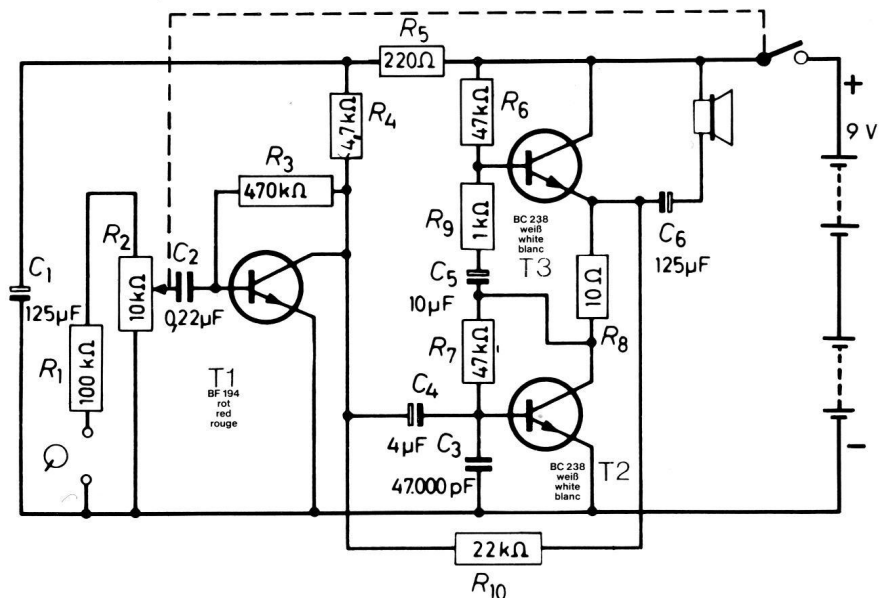 R5
220Ω
R4
4,7kΩ
R6
47kΩ
+
9 V
R3
470kΩ
R9
1kΩ
BC 238
weiß
white
blanc
T3
C6
125µF
R2
10kΩ
C2
0,22µF
C1
125µF
R1
100 kΩ
T1
BF 194
rot
red
rouge
C5
10µF
10Ω
R8
R7
47kΩ
C4
4µF
C3
47.000pF
BC 238
weiß
white
blanc
T2
−
22kΩ
R10